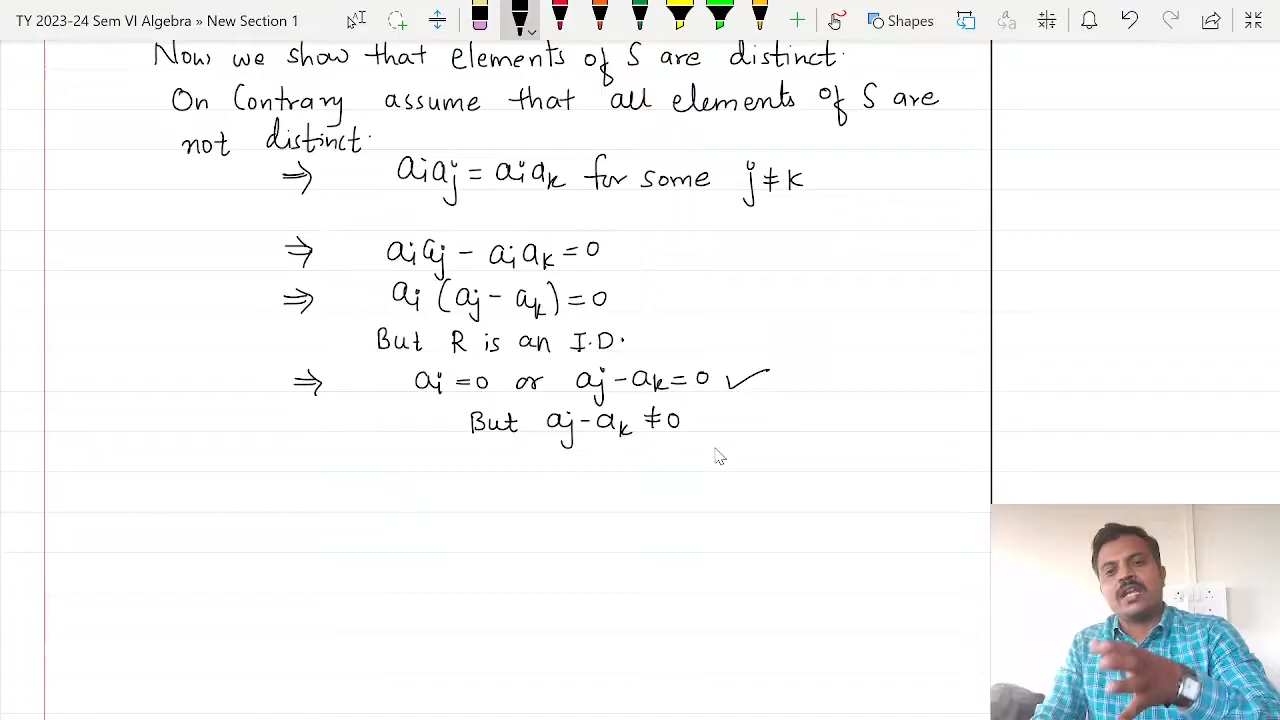 TY 2023-24 Sem VI Algebra » New Section 1
Shapes
Now we show that elements of S are distinct.
On Contrary assume that all elements of S are
not distinct.
⇒ aᵢaⱼ = aᵢaₖ for some j ≠ k
⇒ aᵢaⱼ - aᵢaₖ = 0
⇒ aᵢ (aⱼ - aₖ) = 0
But R is an I.D.
⇒ aᵢ = 0 or aⱼ - aₖ = 0 ✓
But aⱼ - aₖ ≠ 0